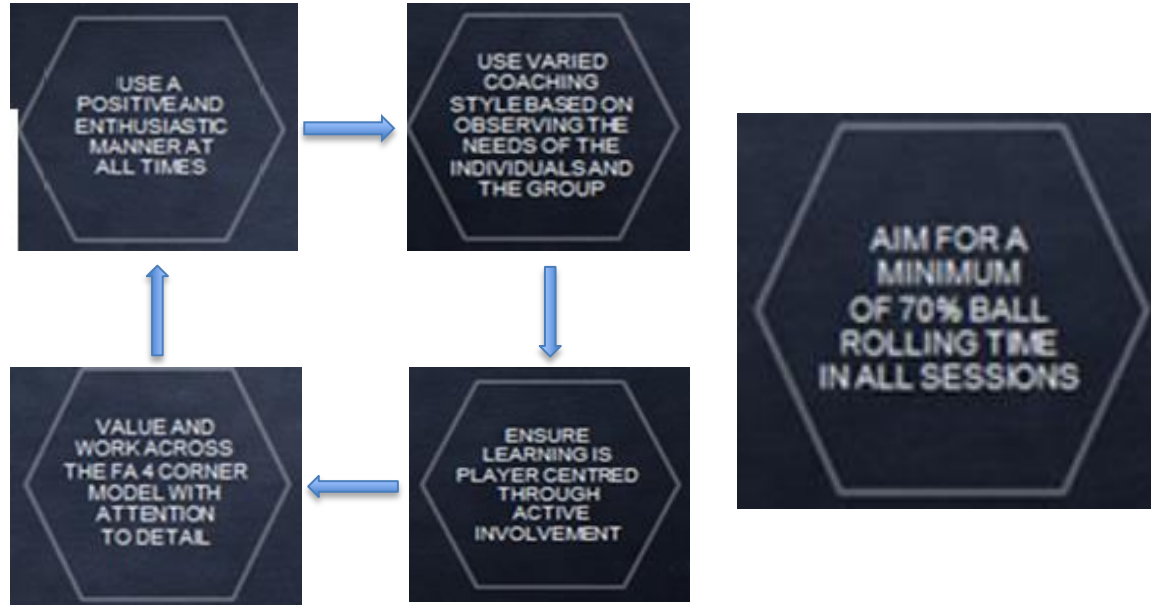 USE A
POSITIVE AND
ENTHUSIASTIC
MANNER AT
ALL TIMES
USE VARIED
COACHING
STYLE BASED ON
OBSERVING THE
NEEDS OF THE
INDIVIDUALS AND
THE GROUP
ENSURE
LEARNING IS
PLAYER CENTRED
THROUGH
ACTIVE
INVOLVEMENT
VALUE AND
WORK ACROSS
THE FA 4 CORNER
MODEL WITH
ATTENTION
TO DETAIL
AIM FOR A
MINIMUM
OF 70% BALL
ROLLING TIME
IN ALL SESSIONS